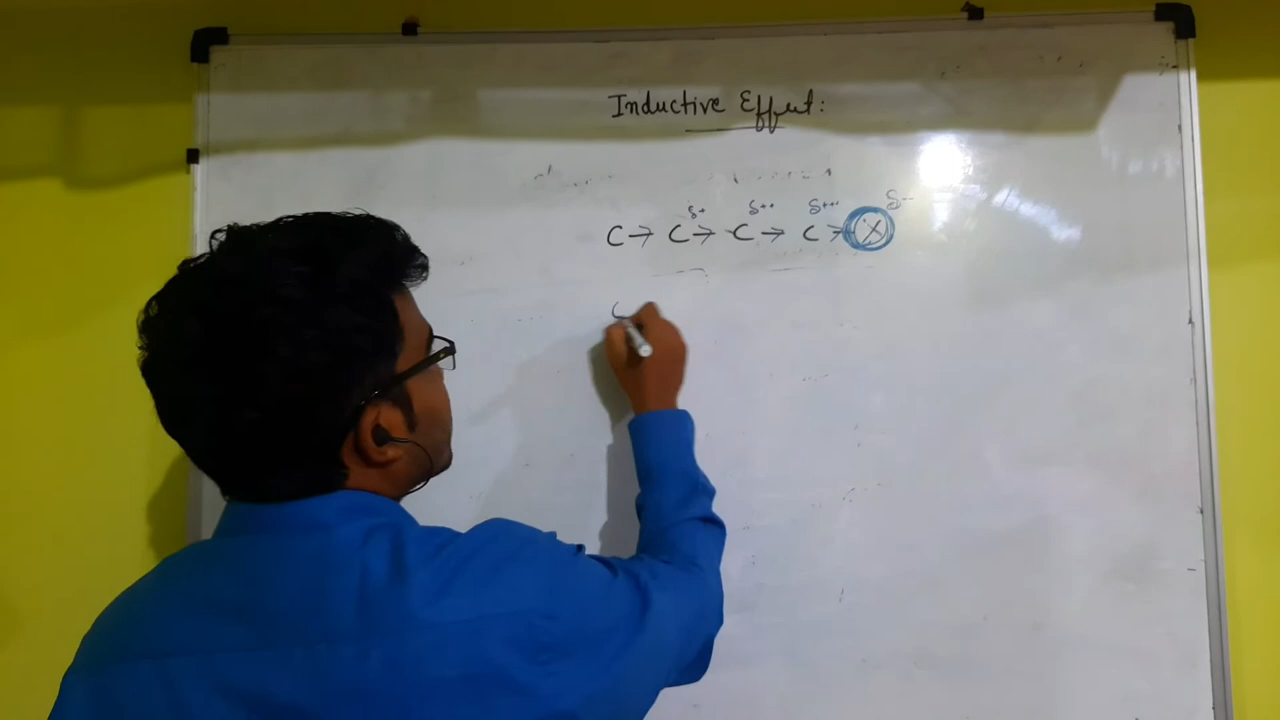 Inductive Effect:
δ+ δ++ δ+++ δ--
C → C → C → C → X
C